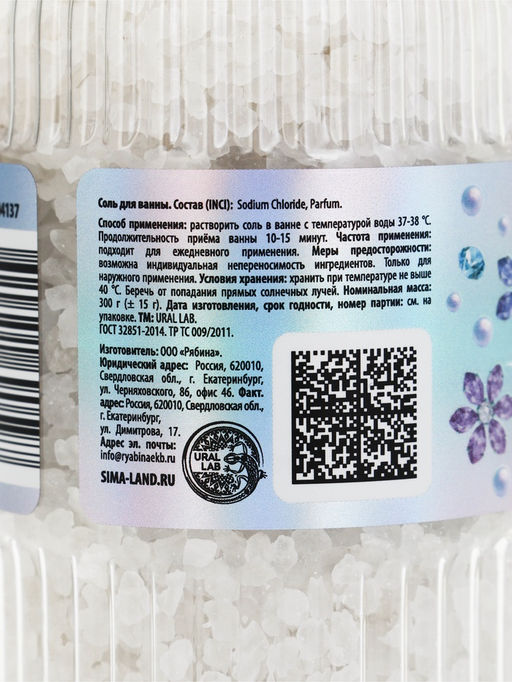 4137
Соль для ванны. Состав (INCI): Sodium Chloride, Parfum.
Способ применения: растворить соль в ванне с температурой воды 37-38 °C.
Продолжительность приёма ванны 10-15 минут. Частота применения:
подходит для ежедневного применения. Меры предосторожности:
возможна индивидуальная непереносимость ингредиентов. Только для
наружного применения. Условия хранения: хранить при температуре не выше
40 °C. Беречь от попадания прямых солнечных лучей. Номинальная масса:
300 г (± 15 г). Дата изготовления, срок годности, номер партии: см. на
упаковке. ТМ: URAL LAB.
ГОСТ 32851-2014. ТР ТС 009/2011.
Изготовитель: ООО «Рябина».
Юридический адрес: Россия, 620010,
Свердловская обл., г. Екатеринбург,
ул. Черняховского, 86, офис 46. Факт.
адрес: Россия, 620010, Свердловская обл.,
г. Екатеринбург,
ул. Димитрова, 17.
Адрес эл. почты:
info@ryabinaekb.ru
SIMA-LAND.RU
URAL
LAB